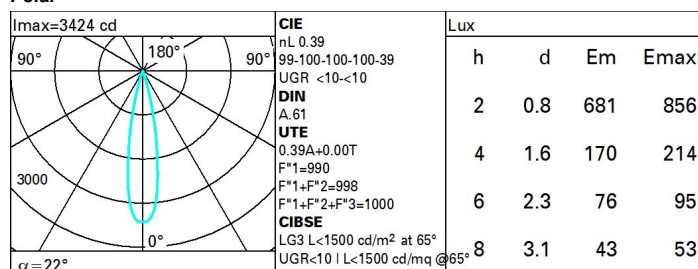 Imax=3424 cd
90° 180° 90°
3000
0°
α=22°
CIE
nL 0.39
99-100-100-100-39
UGR <10-<10
DIN
A.61
UTE
0.39A+0.00T
F"1=990
F"1+F"2=998
F"1+F"2+F"3=1000
CIBSE
LG3 L<1500 cd/m² at 65°
UGR<10 | L<1500 cd/mq @65°
Lux
h d Em Emax
2 0.8 681 856
4 1.6 170 214
6 2.3 76 95
8 3.1 43 53